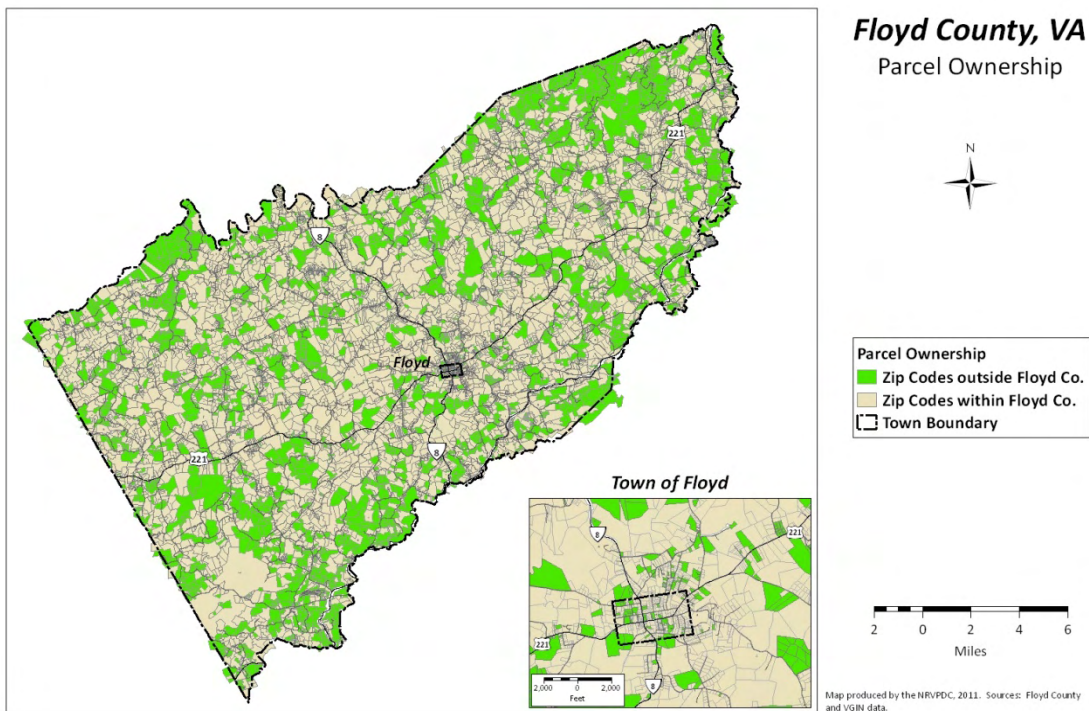 Floyd County, VA
Parcel Ownership
N
221
8
Floyd
221
8
Parcel Ownership
Zip Codes outside Floyd Co.
Zip Codes within Floyd Co.
Town Boundary
Town of Floyd
8
221
221
8
2,000 0 2,000
Feet
2 0 2 4 6
Miles
Map produced by the NRVPDC, 2011. Sources: Floyd County
and VGIN data.